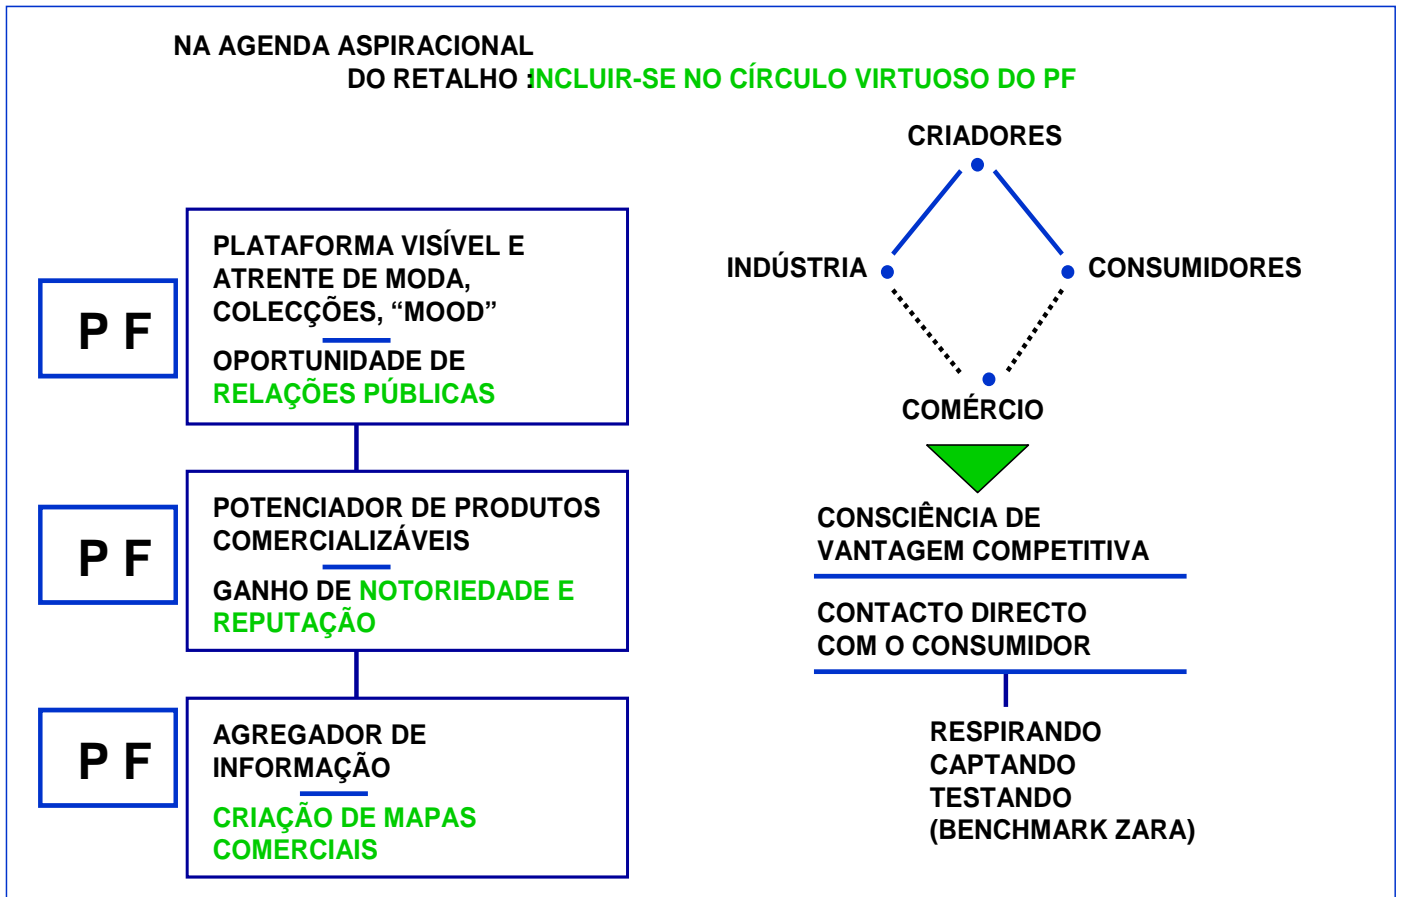 NA AGENDA ASPIRACIONAL
DO RETALHO :INCLUIR-SE NO CÍRCULO VIRTUOSO DO PF
P F
PLATAFORMA VISÍVEL E
ATRENTE DE MODA,
COLECÇÕES, “MOOD”
OPORTUNIDADE DE
RELAÇÕES PÚBLICAS
P F
POTENCIADOR DE PRODUTOS
COMERCIALIZÁVEIS
GANHO DE NOTORIEDADE E
REPUTAÇÃO
P F
AGREGADOR DE
INFORMAÇÃO
CRIAÇÃO DE MAPAS
COMERCIAIS
CRIADORES
INDÚSTRIA
CONSUMIDORES
COMÉRCIO
CONSCIÊNCIA DE
VANTAGEM COMPETITIVA
CONTACTO DIRECTO
COM O CONSUMIDOR
RESPIRANDO
CAPTANDO
TESTANDO
(BENCHMARK ZARA)